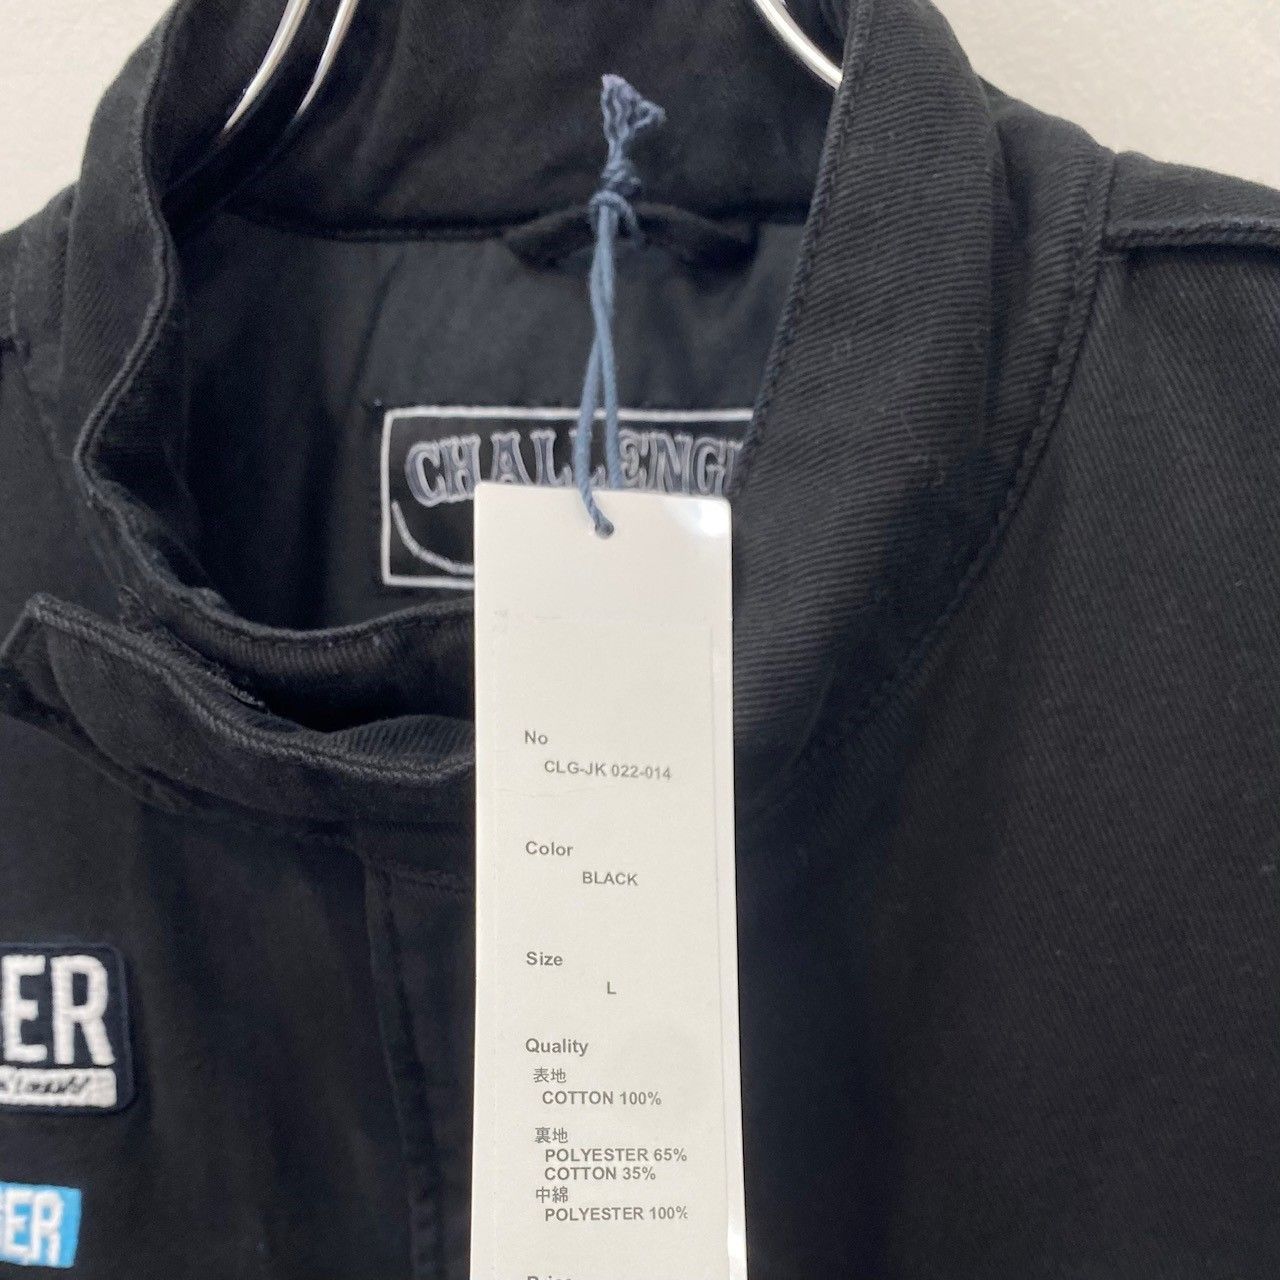 CHALLENG
No
CLG-JK 022-014
Color
BLACK
Size
L
Quality
表地
COTTON 100%
裏地
POLYESTER 65%
COTTON 35%
中綿
POLYESTER 100%
ER
ER